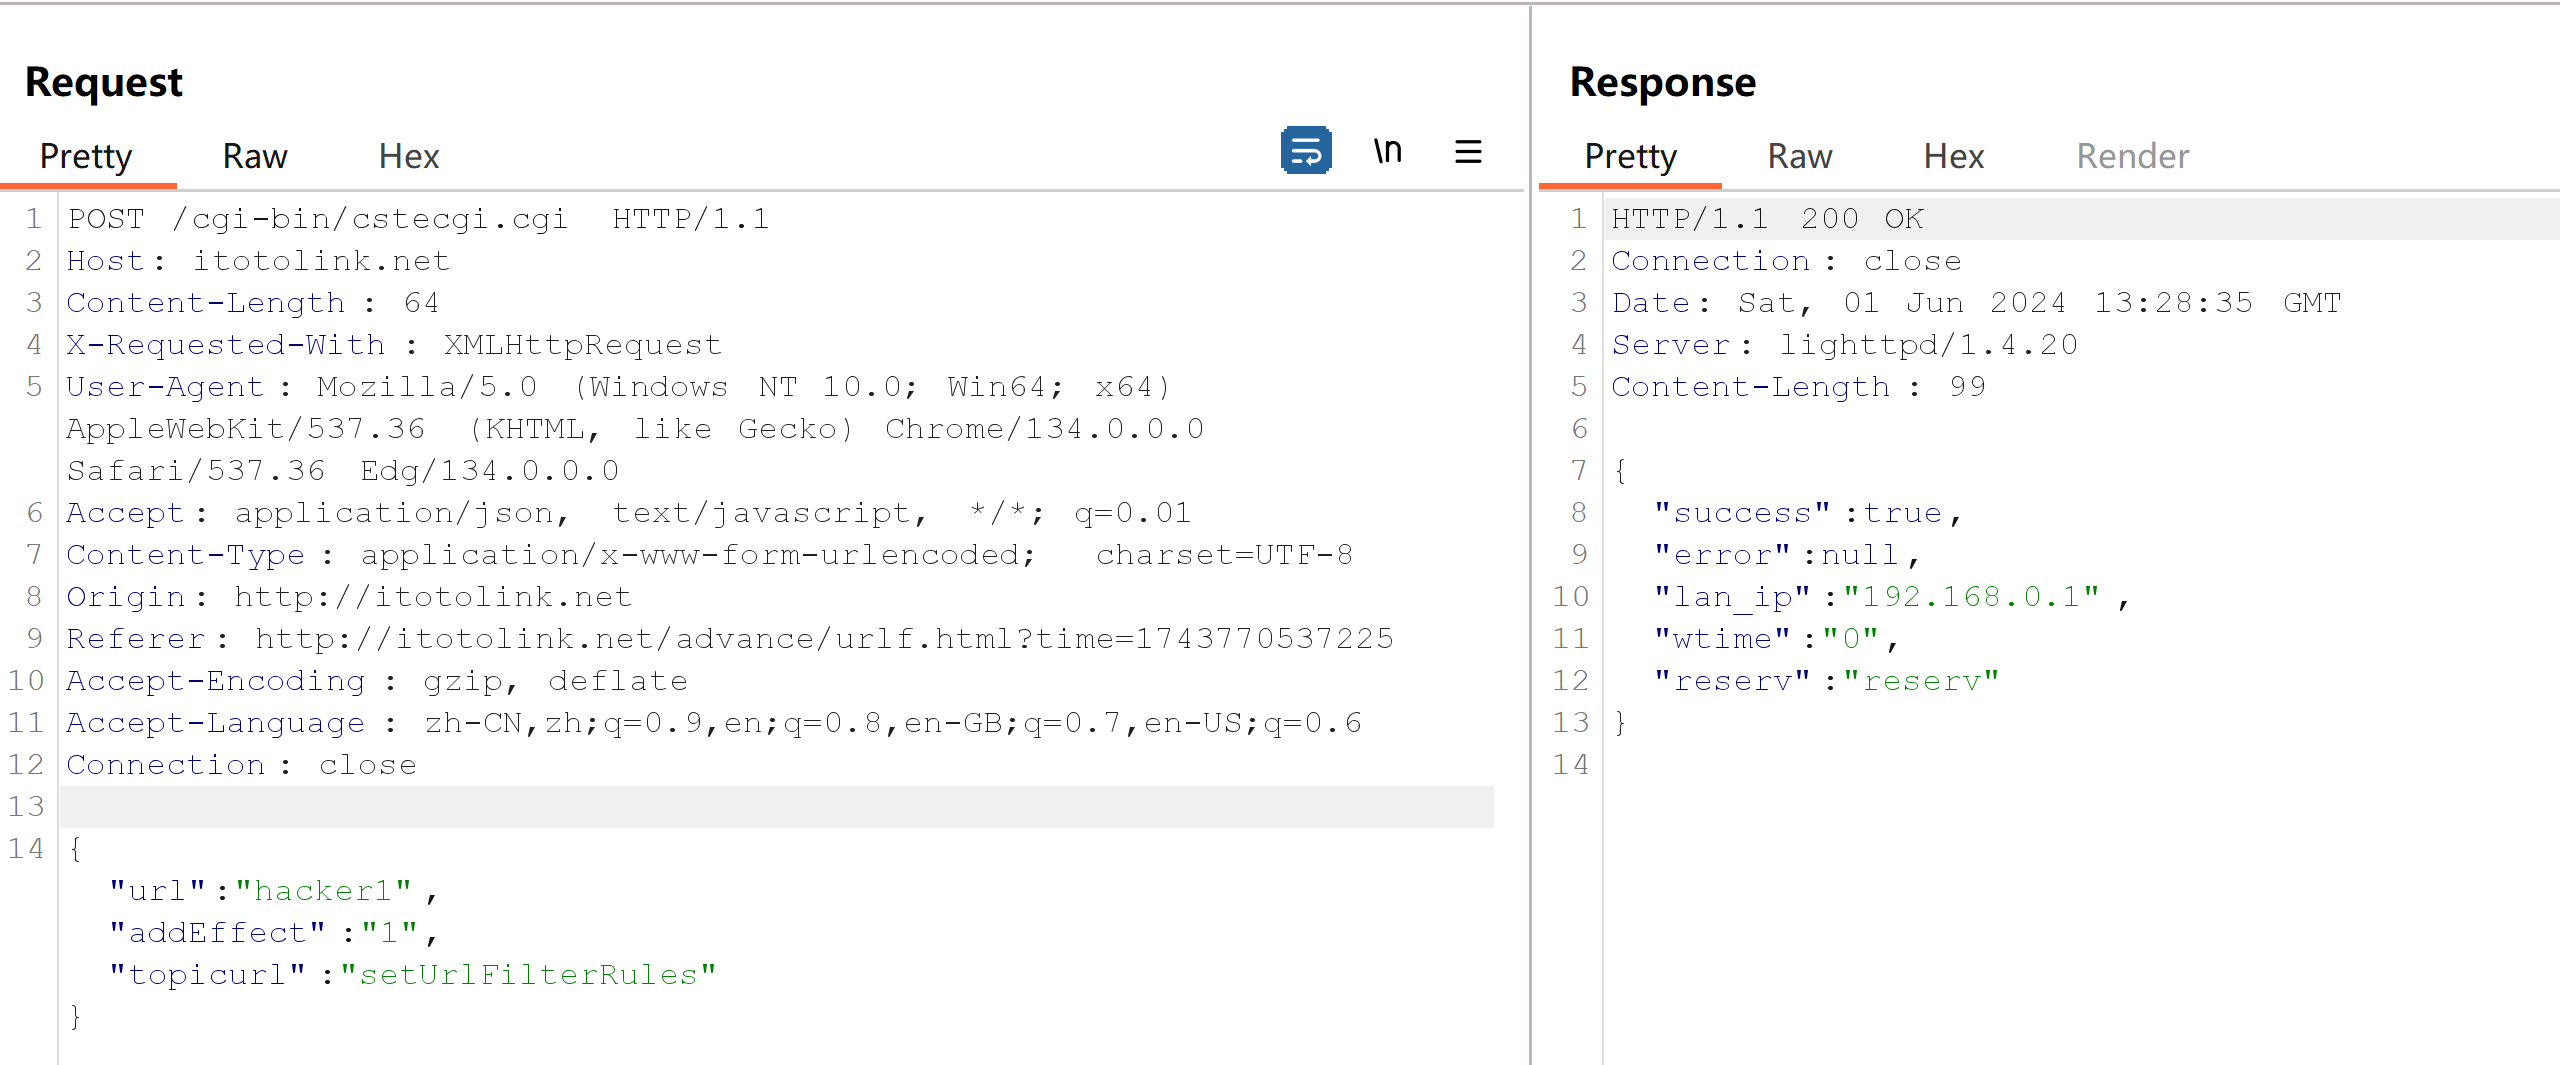 Request
Pretty Raw Hex \n
1 POST /cgi-bin/cstecgi.cgi HTTP/1.1
2 Host: itotolink.net
3 Content-Length: 64
4 X-Requested-With: XMLHttpRequest
5 User-Agent: Mozilla/5.0 (Windows NT 10.0; Win64; x64)
AppleWebKit/537.36 (KHTML, like Gecko) Chrome/134.0.0.0
Safari/537.36 Edg/134.0.0.0
6 Accept: application/json, text/javascript, */*; q=0.01
7 Content-Type: application/x-www-form-urlencoded; charset=UTF-8
8 Origin: http://itotolink.net
9 Referer: http://itotolink.net/advance/urlf.html?time=1743770537225
10 Accept-Encoding: gzip, deflate
11 Accept-Language: zh-CN,zh;q=0.9,en;q=0.8,en-GB;q=0.7,en-US;q=0.6
12 Connection: close
13
14 {
"url":"hacker1",
"addEffect":"1",
"topicurl":"setUrlFilterRules"
}
Response
Pretty Raw Hex Render
1 HTTP/1.1 200 OK
2 Connection: close
3 Date: Sat, 01 Jun 2024 13:28:35 GMT
4 Server: lighttpd/1.4.20
5 Content-Length: 99
6
7 {
8 "success":true,
9 "error":null,
10 "lan_ip":"192.168.0.1",
11 "wtime":"0",
12 "reserv":"reserv"
13 }
14